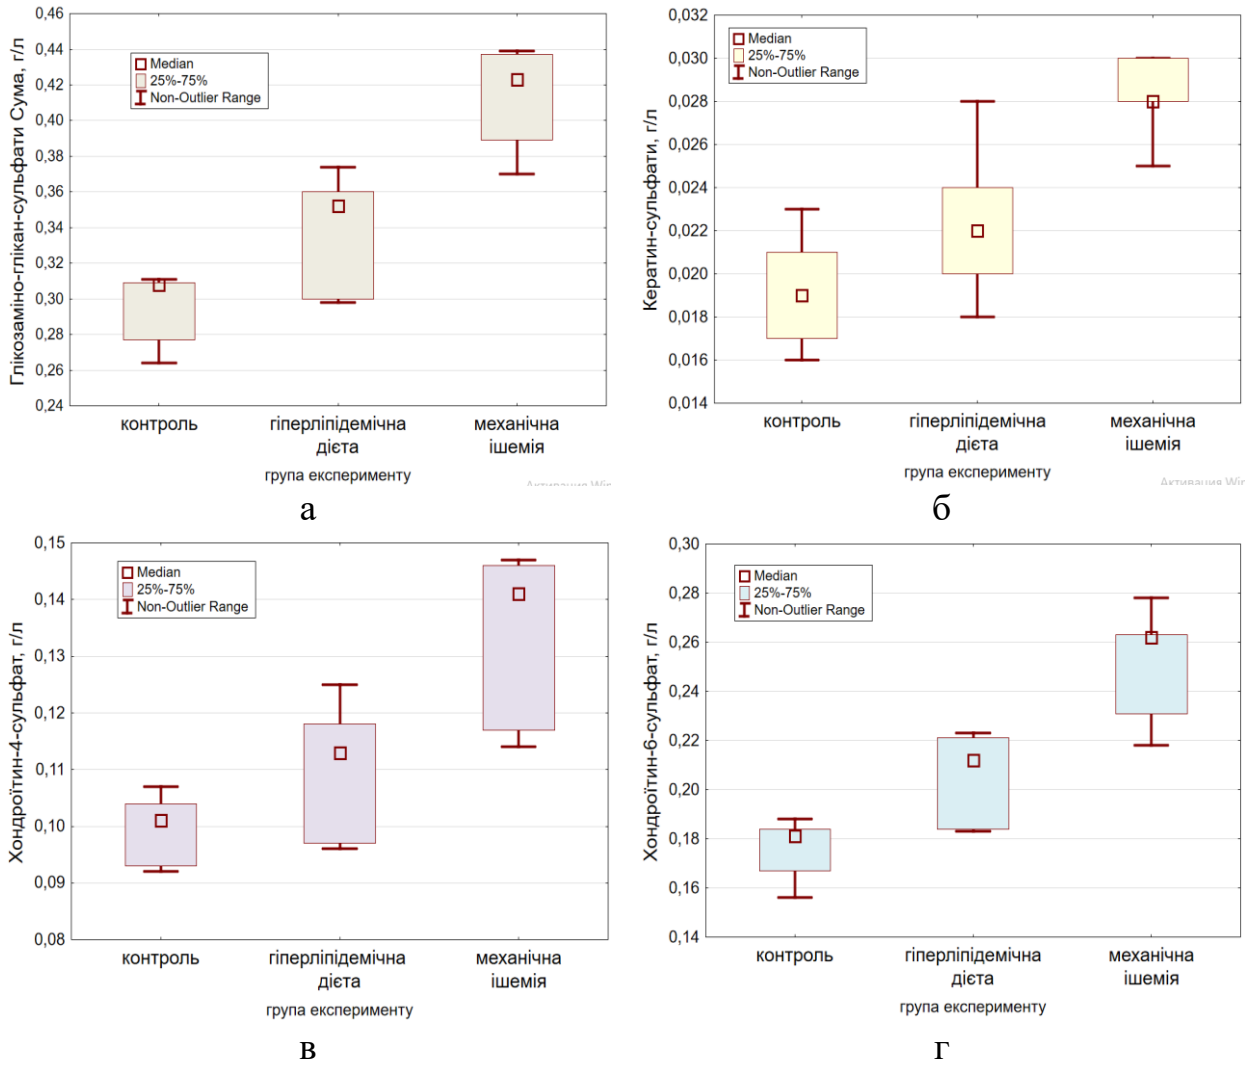 Глікозаміно-глікан-сульфати Сума, г/л
0,46
0,44
0,42
0,40
0,38
0,36
0,34
0,32
0,30
0,28
0,26
0,24
Median
25%-75%
Non-Outlier Range
контроль
гіперліпідемічна
дієта
механічна
ішемія
група експерименту
Активация Wir
а
Кератин-сульфати, г/л
0,032
0,030
0,028
0,026
0,024
0,022
0,020
0,018
0,016
0,014
Median
25%-75%
Non-Outlier Range
контроль
гіперліпідемічна
дієта
механічна
ішемія
група експерименту
Активация Wir
б
Хондроїтин-4-сульфат, г/л
0,15
0,14
0,13
0,12
0,11
0,10
0,09
0,08
Median
25%-75%
Non-Outlier Range
контроль
гіперліпідемічна
дієта
механічна
ішемія
група експерименту
в
Хондроїтин-6-сульфат, г/л
0,30
0,28
0,26
0,24
0,22
0,20
0,18
0,16
0,14
Median
25%-75%
Non-Outlier Range
контроль
гіперліпідемічна
дієта
механічна
ішемія
група експерименту
г